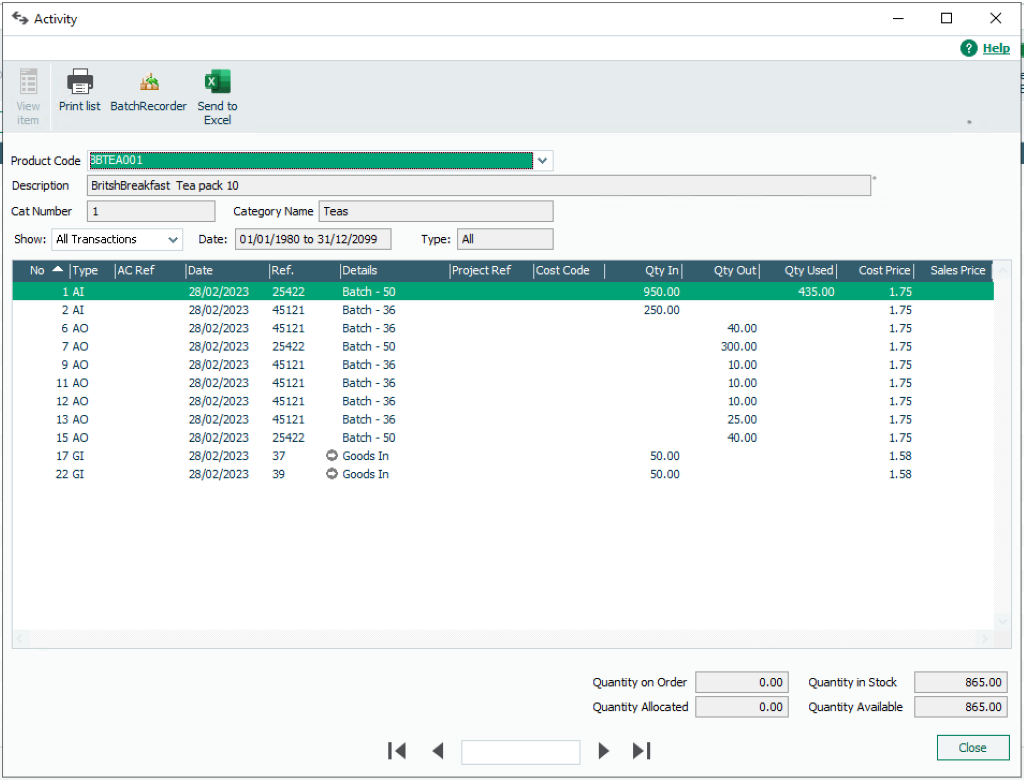 Activity
Help
View item
Print list
BatchRecorder
Send to Excel
Product Code BBTEA001
Description BritshBreakfast Tea pack 10
Cat Number 1 Category Name Teas
Show: All Transactions Date: 01/01/1980 to 31/12/2099 Type: All
No Type AC Ref Date Ref. Details Project Ref Cost Code Qty In Qty Out Qty Used Cost Price Sales Price
1 AI 28/02/2023 25422 Batch - 50 950.00 435.00 1.75
2 AI 28/02/2023 45121 Batch - 36 250.00 1.75
6 AO 28/02/2023 45121 Batch - 36 40.00 1.75
7 AO 28/02/2023 25422 Batch - 50 300.00 1.75
9 AO 28/02/2023 45121 Batch - 36 10.00 1.75
11 AO 28/02/2023 45121 Batch - 36 10.00 1.75
12 AO 28/02/2023 45121 Batch - 36 10.00 1.75
13 AO 28/02/2023 45121 Batch - 36 25.00 1.75
15 AO 28/02/2023 25422 Batch - 50 40.00 1.75
17 GI 28/02/2023 37 Goods In 50.00 1.58
22 GI 28/02/2023 39 Goods In 50.00 1.58
Quantity on Order 0.00 Quantity in Stock 865.00
Quantity Allocated 0.00 Quantity Available 865.00
Close